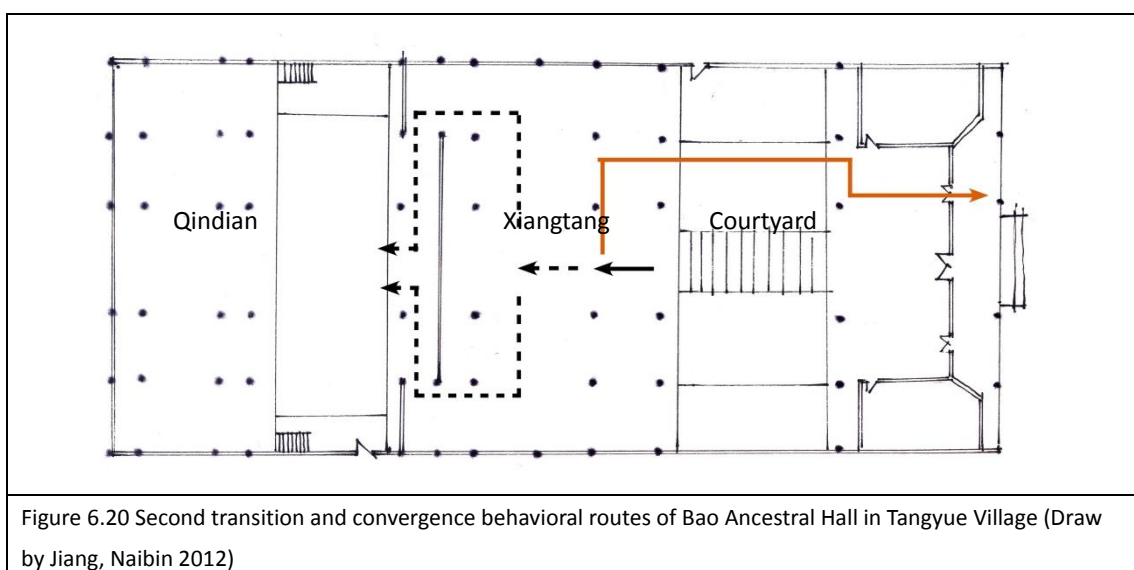 Qindian
Xiangtang
Courtyard
Figure 6.20 Second transition and convergence behavioral routes of Bao Ancestral Hall in Tangyue Village (Draw
by Jiang, Naibin 2012)